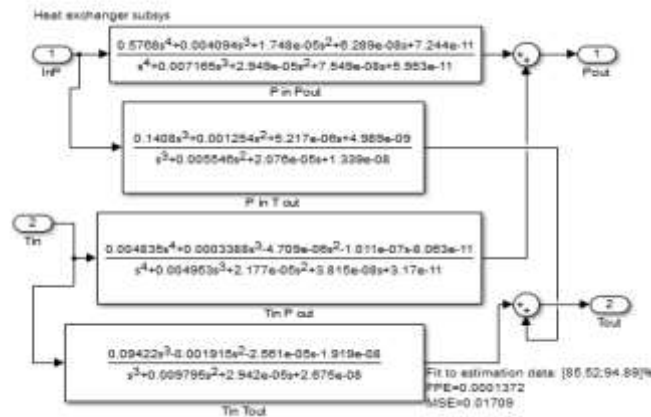 Heat exchanger subsys
1
InP
0.5768s⁴+0.004094s³+1.748e-05s²+6.289e-08s+7.244e-11
s⁴+0.007165s³+2.949e-05s²+7.549e-08s+5.953e-11
P in Pout
1
Pout
0.1408s³+0.001254s²+5.217e-06s+4.989e-09
s³+0.005546s²+2.076e-05s+1.339e-08
P in T out
2
Tin
0.004835s⁴+0.0003388s³-4.709e-06s²-1.011e-07s-8.063e-11
s⁴+0.004953s³+2.177e-05s²+3.815e-08s+3.17e-11
Tin P out
2
Tout
0.09422s³-0.001915s²-2.561e-05s-1.919e-08
s³+0.009795s²+2.942e-05s+2.675e-08
Tin Tout
Fit to estimation data: [85.52;94.89]%
FPE=0.0001372
MSE=0.01709